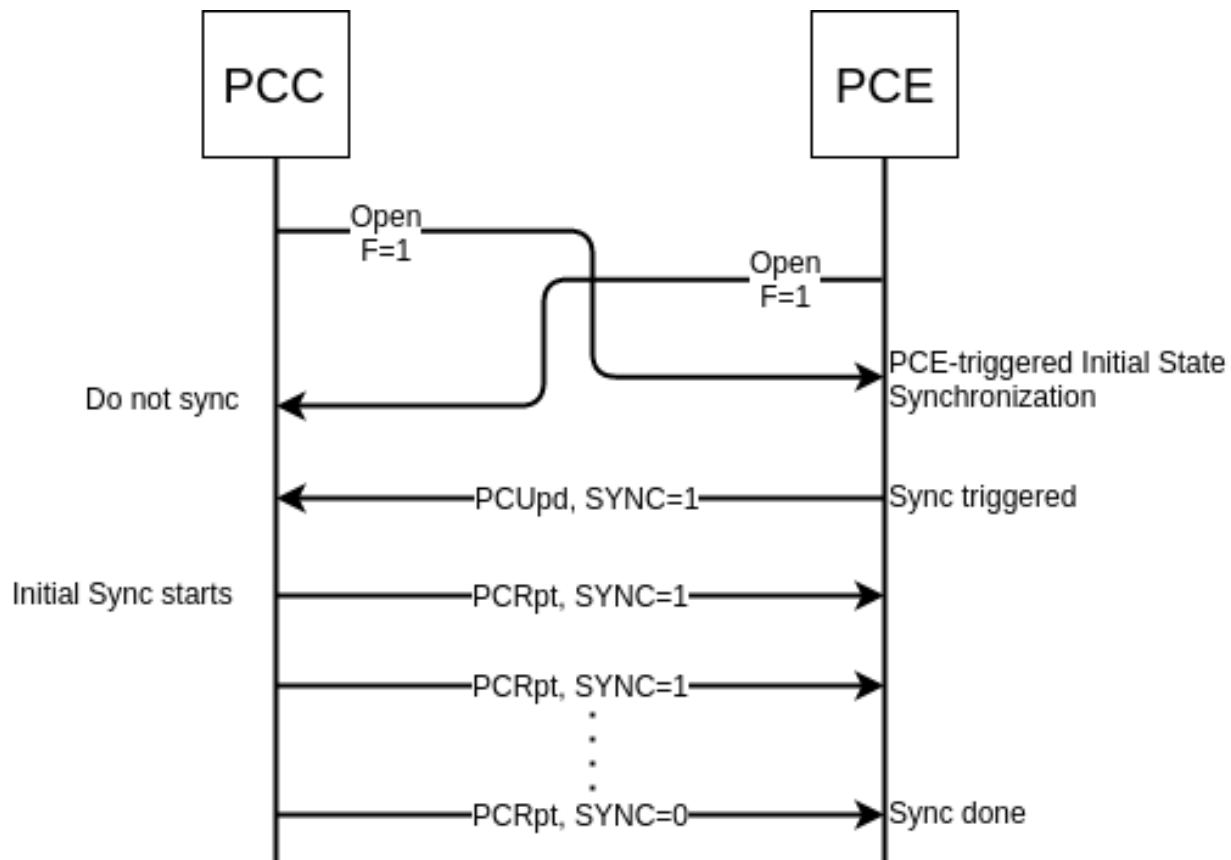 PCC
PCE
Open
F=1
Open
F=1
PCE-triggered Initial State
Synchronization
Do not sync
PCUpd, SYNC=1
Sync triggered
Initial Sync starts
PCRpt, SYNC=1
PCRpt, SYNC=1
PCRpt, SYNC=0
Sync done